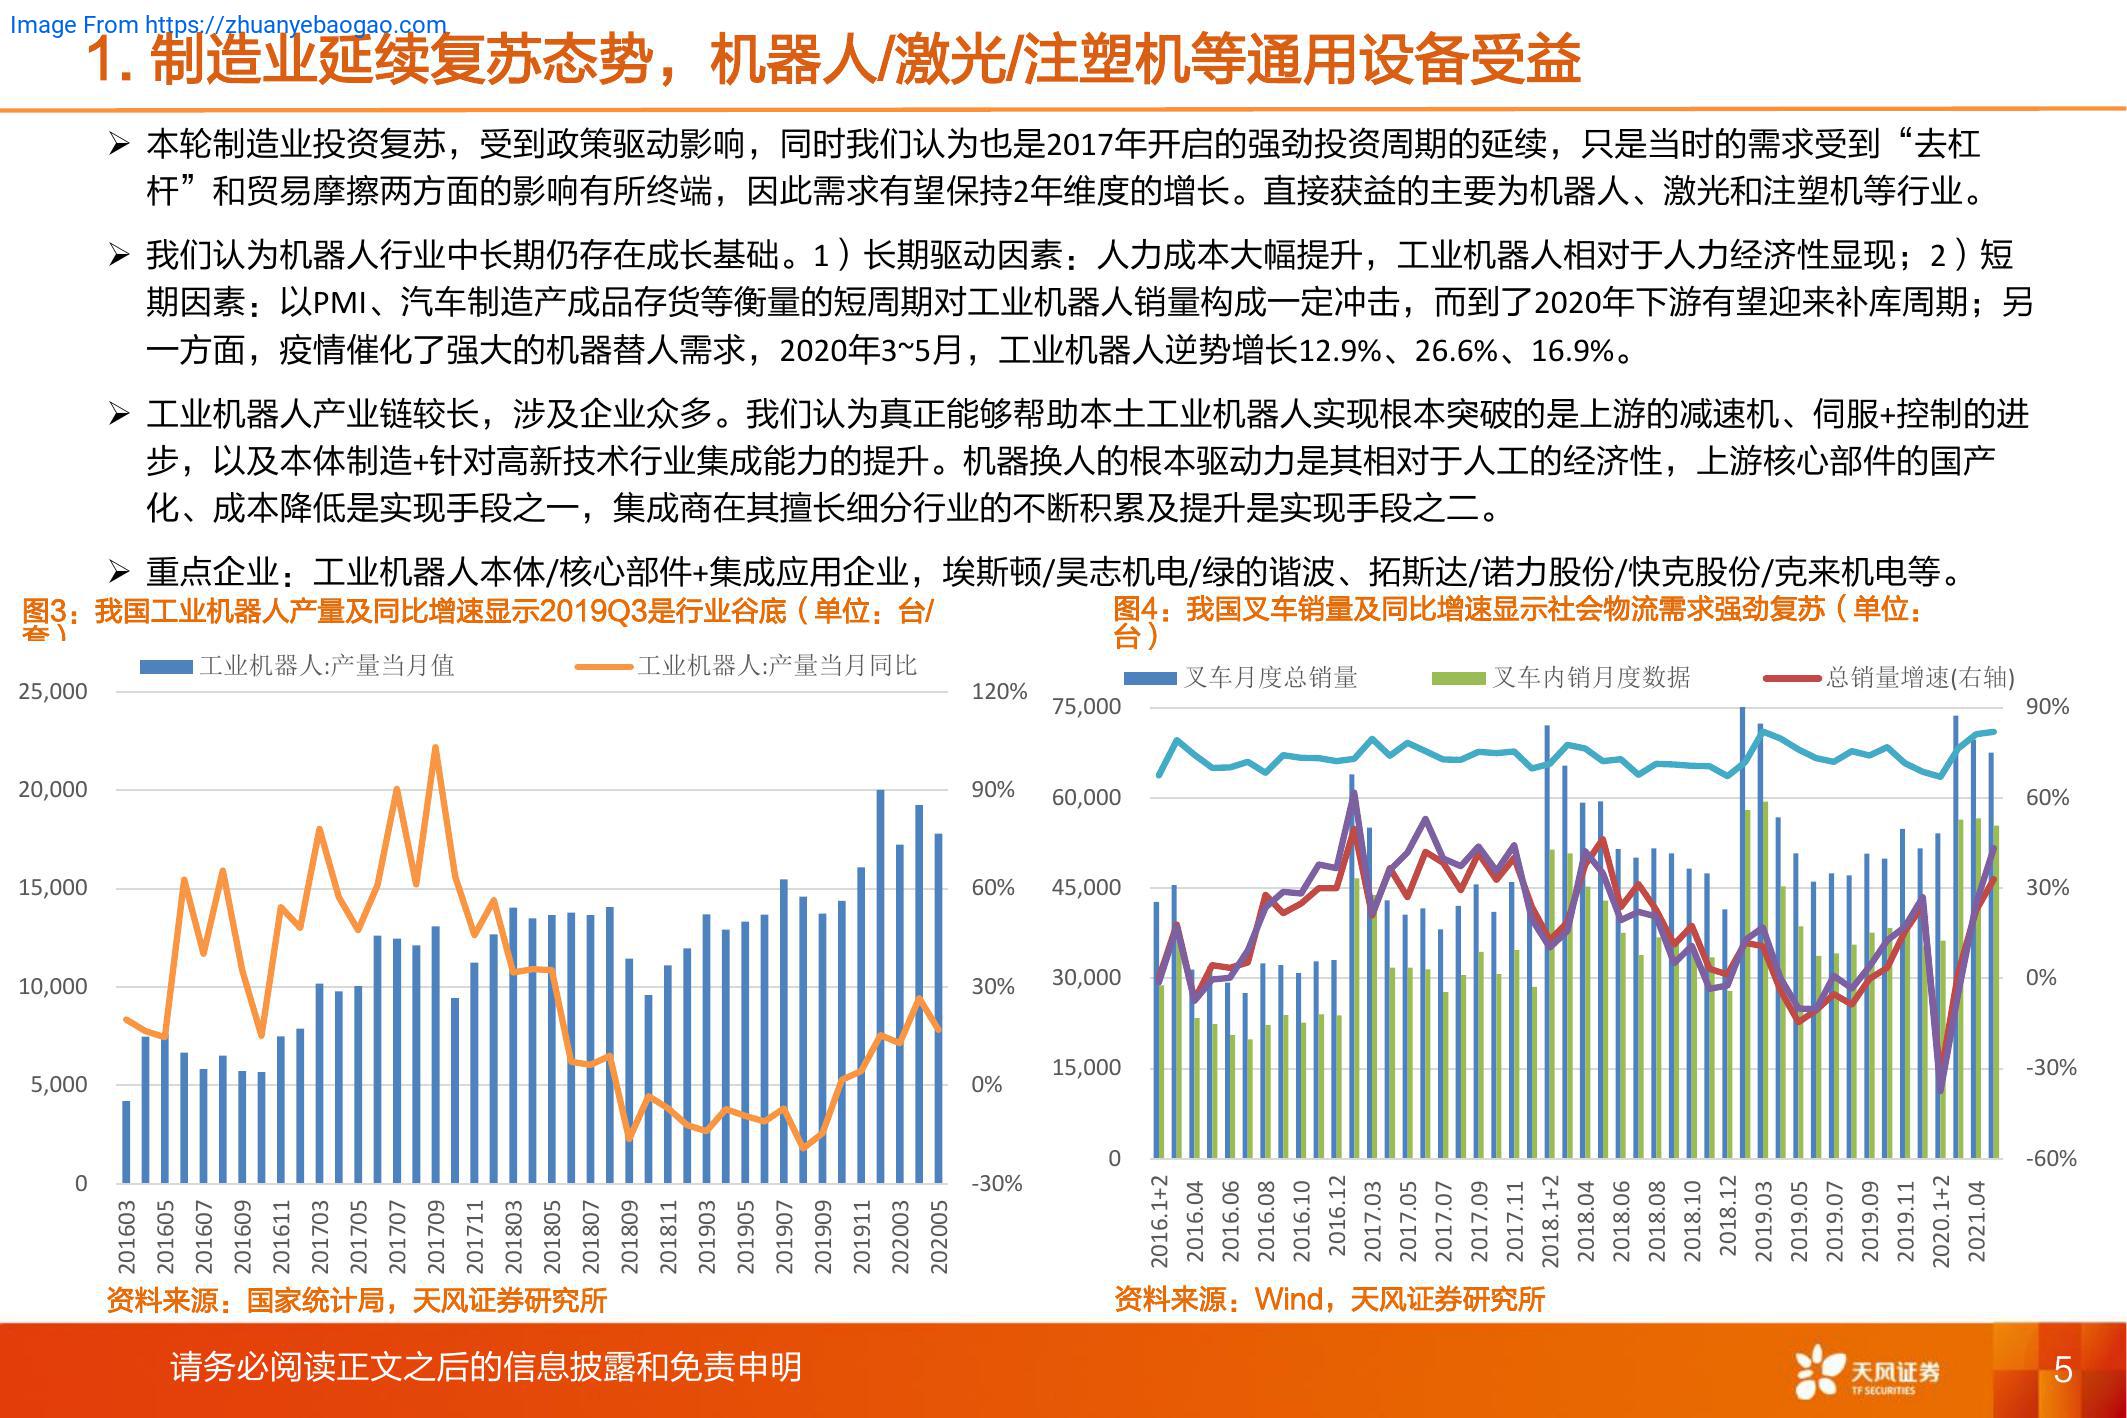 Image From https://zhuanyebaogao.com
1. 制造业延续复苏态势，机器人/激光/注塑机等通用设备受益
➢ 本轮制造业投资复苏，受到政策驱动影响，同时我们认为也是2017年开启的强劲投资周期的延续，只是当时的需求受到“去杠
杆”和贸易摩擦两方面的影响有所终端，因此需求有望保持2年维度的增长。直接获益的主要为机器人、激光和注塑机等行业。
➢ 我们认为机器人行业中长期仍存在成长基础。1）长期驱动因素：人力成本大幅提升，工业机器人相对于人力经济性显现；2）短
期因素：以PMI、汽车制造产成品存货等衡量的短周期对工业机器人销量构成一定冲击，而到了2020年下游有望迎来补库周期；另
一方面，疫情催化了强大的机器替人需求，2020年3~5月，工业机器人逆势增长12.9%、26.6%、16.9%。
➢ 工业机器人产业链较长，涉及企业众多。我们认为真正能够帮助本土工业机器人实现根本突破的是上游的减速机、伺服+控制的进
步，以及本体制造+针对高新技术行业集成能力的提升。机器换人的根本驱动力是其相对于人工的经济性，上游核心部件的国产
化、成本降低是实现手段之一，集成商在其擅长细分行业的不断积累及提升是实现手段之二。
➢ 重点企业：工业机器人本体/核心部件+集成应用企业，埃斯顿/昊志机电/绿的谐波、拓斯达/诺力股份/快克股份/克来机电等。
图3：我国工业机器人产量及同比增速显示2019Q3是行业谷底（单位：台/
套）
工业机器人:产量当月值 工业机器人:产量当月同比
25,000 120%
20,000 90%
15,000 60%
10,000 30%
5,000 0%
0 -30%
201603 201605 201607 201609 201611 201703 201705 201707 201709 201711 201803 201805 201807 201809 201811 201903 201905 201907 201909 201911 202003 202005
资料来源：国家统计局，天风证券研究所
图4：我国叉车销量及同比增速显示社会物流需求强劲复苏（单位：
台）
叉车月度总销量 叉车内销月度数据 总销量增速(右轴)
75,000 90%
60,000 60%
45,000 30%
30,000 0%
15,000 -30%
0 -60%
2016.1+2 2016.04 2016.06 2016.08 2016.10 2016.12 2017.03 2017.05 2017.07 2017.09 2017.11 2018.1+2 2018.04 2018.06 2018.08 2018.10 2018.12 2019.03 2019.05 2019.07 2019.09 2019.11 2020.1+2 2021.04
资料来源：Wind，天风证券研究所
请务必阅读正文之后的信息披露和免责申明
天风证券
TF SECURITIES
5